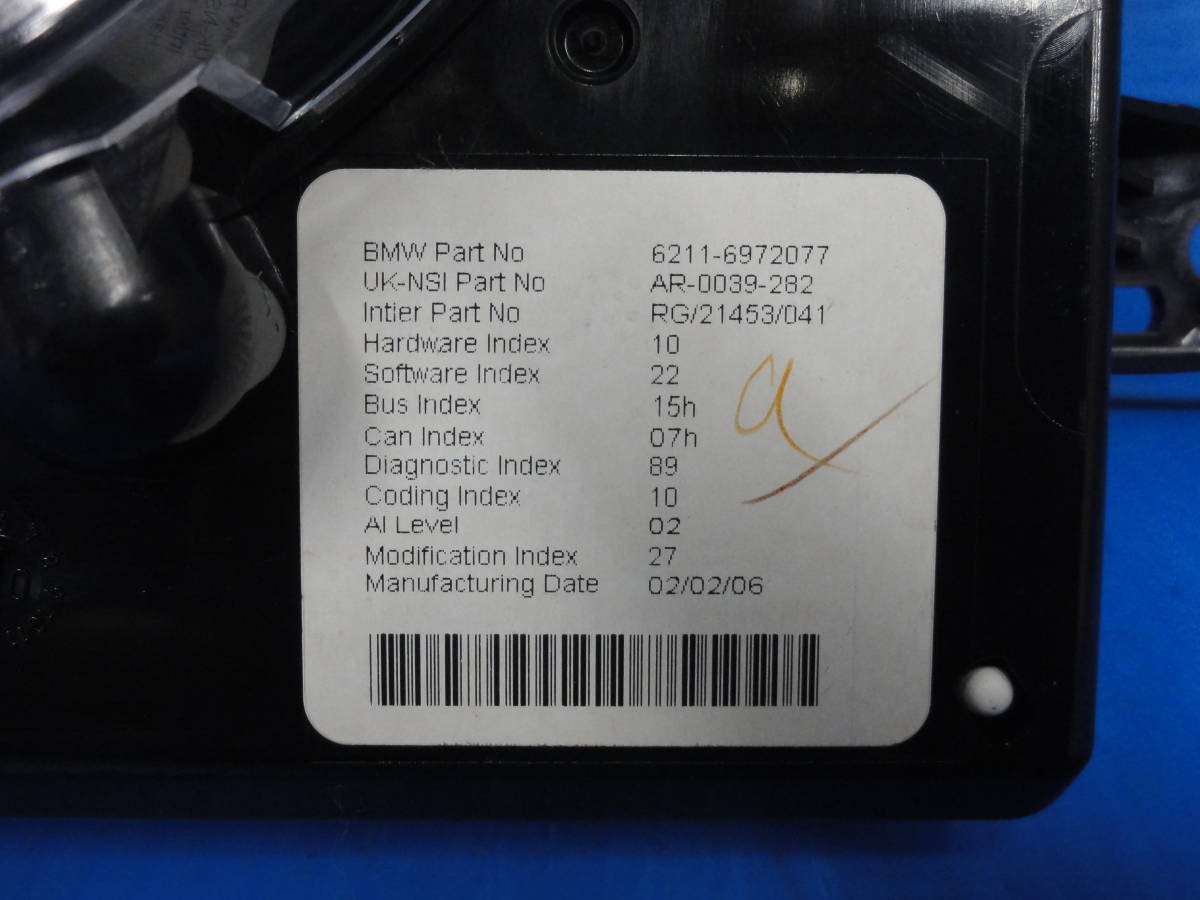 BMW Part No 6211-6972077
UK-NSI Part No AR-0039-282
Intier Part No RG/21453/041
Hardware Index 10
Software Index 22
Bus Index 15h
Can Index 07h
Diagnostic Index 89
Coding Index 10
AI Level 02
Modification Index 27
Manufacturing Date 02/02/06